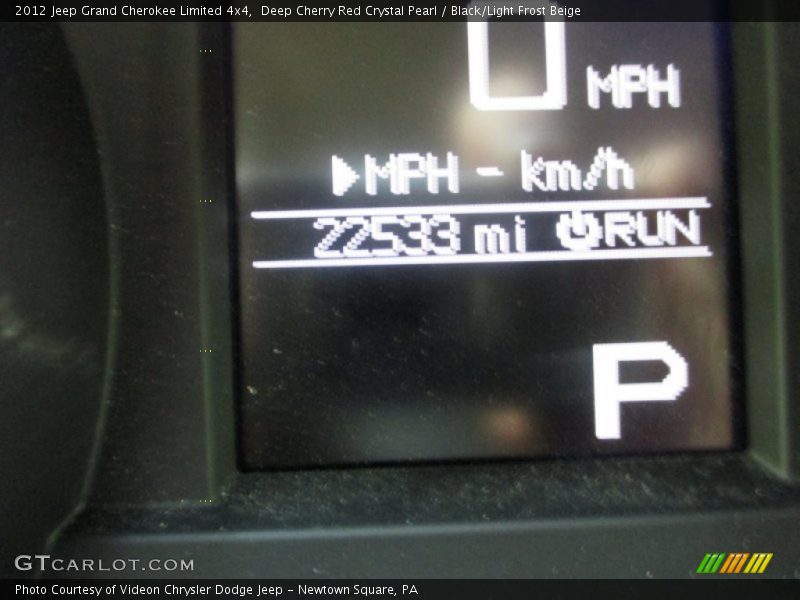 2012 Jeep Grand Cherokee Limited 4x4,  Deep Cherry Red Crystal Pearl / Black/Light Frost Beige
0 MPH
▶MPH - km/h
22533 mi ⏻RUN
P
GTCARLOT.COM
Photo Courtesy of Videon Chrysler Dodge Jeep - Newtown Square, PA